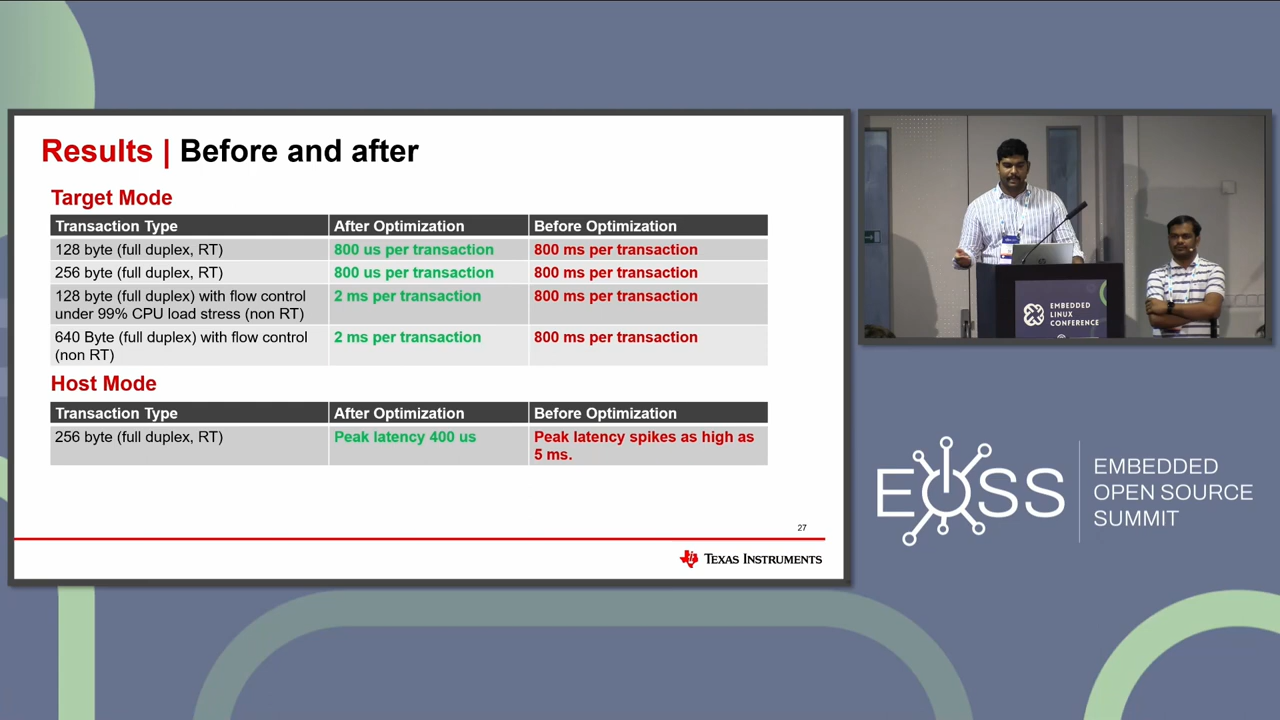 Results | Before and after
Target Mode
Transaction Type After Optimization Before Optimization
128 byte (full duplex, RT) 800 us per transaction 800 ms per transaction
256 byte (full duplex, RT) 800 us per transaction 800 ms per transaction
128 byte (full duplex) with flow control
under 99% CPU load stress (non RT)
2 ms per transaction 800 ms per transaction
640 Byte (full duplex) with flow control
(non RT)
2 ms per transaction 800 ms per transaction
Host Mode
Transaction Type After Optimization Before Optimization
256 byte (full duplex, RT) Peak latency 400 us Peak latency spikes as high as
5 ms.
27
TEXAS INSTRUMENTS
EMBEDDED
LINUX
CONFERENCE
EOSS
EMBEDDED
OPEN SOURCE
SUMMIT